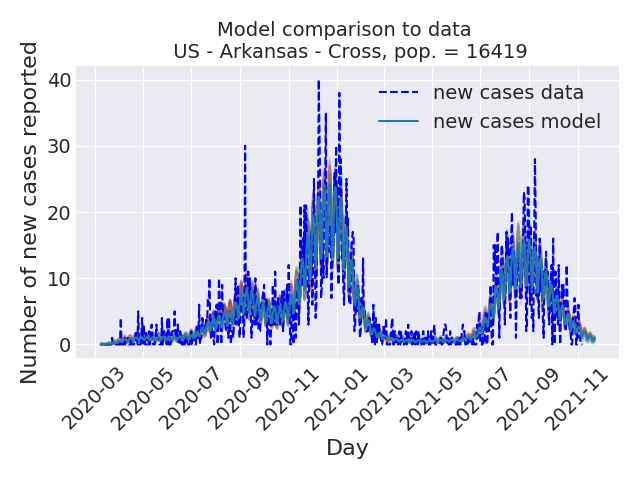 Model comparison to data
US - Arkansas - Cross, pop. = 16419
Number of new cases reported
40
30
20
10
0
new cases data
new cases model
2020-03
2020-05
2020-07
2020-09
2020-11
2021-01
2021-03
2021-05
2021-07
2021-09
2021-11
Day